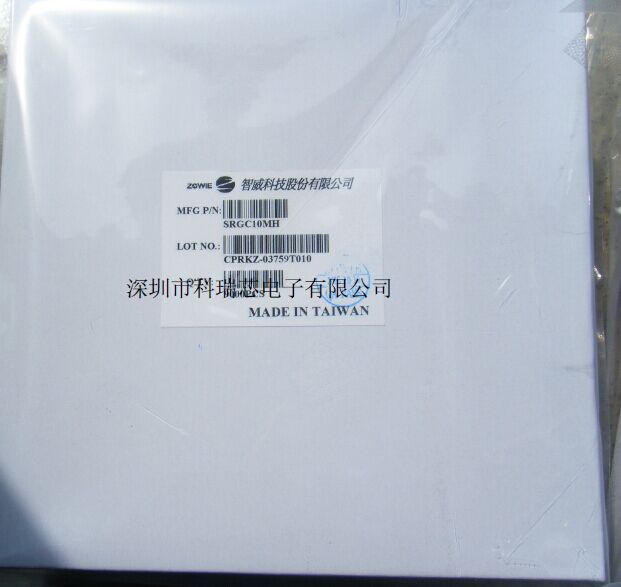 ZOWIE 智威科技股份有限公司
MFG P/N:
SRGC10MH
LOT NO.:
CPRKZ-03759T010
深圳市科瑞芯电子有限公司
MADE IN TAIWAN